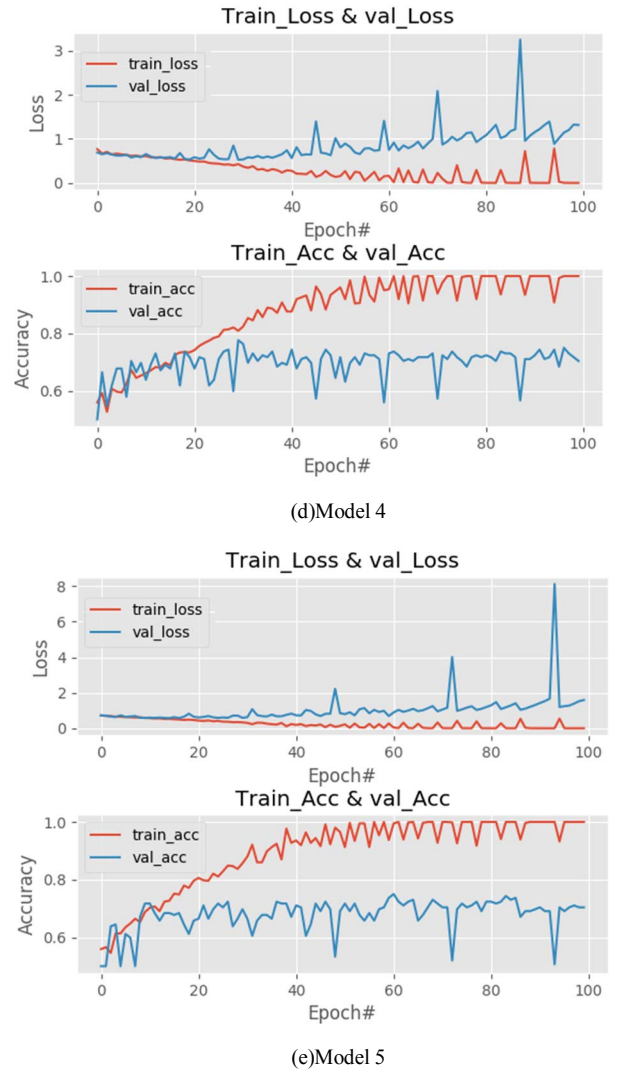 Train_Loss & val_Loss
3
2
1
0
Loss
train_loss
val_loss
0 20 40 60 80 100
Epoch#
Train_Acc & val_Acc
1.0
0.8
0.6
Accuracy
train_acc
val_acc
0 20 40 60 80 100
Epoch#
(d)Model 4
Train_Loss & val_Loss
8
6
4
2
0
Loss
train_loss
val_loss
0 20 40 60 80 100
Epoch#
Train_Acc & val_Acc
1.0
0.8
0.6
Accuracy
train_acc
val_acc
0 20 40 60 80 100
Epoch#
(e)Model 5